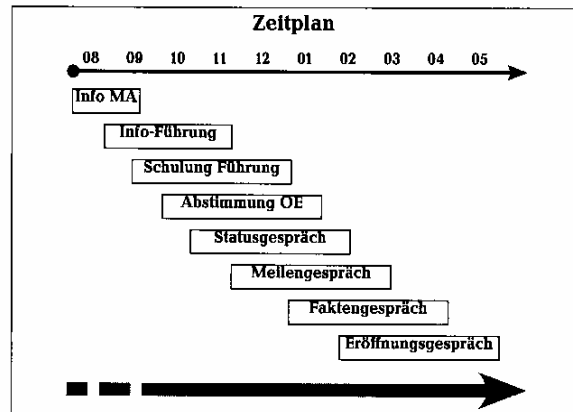 Zeitplan
08 09 10 11 12 01 02 03 04 05
Info MA
Info-Führung
Schulung Führung
Abstimmung OE
Statusgespräch
Meilengespräch
Faktengespräch
Eröffnungsgespräch